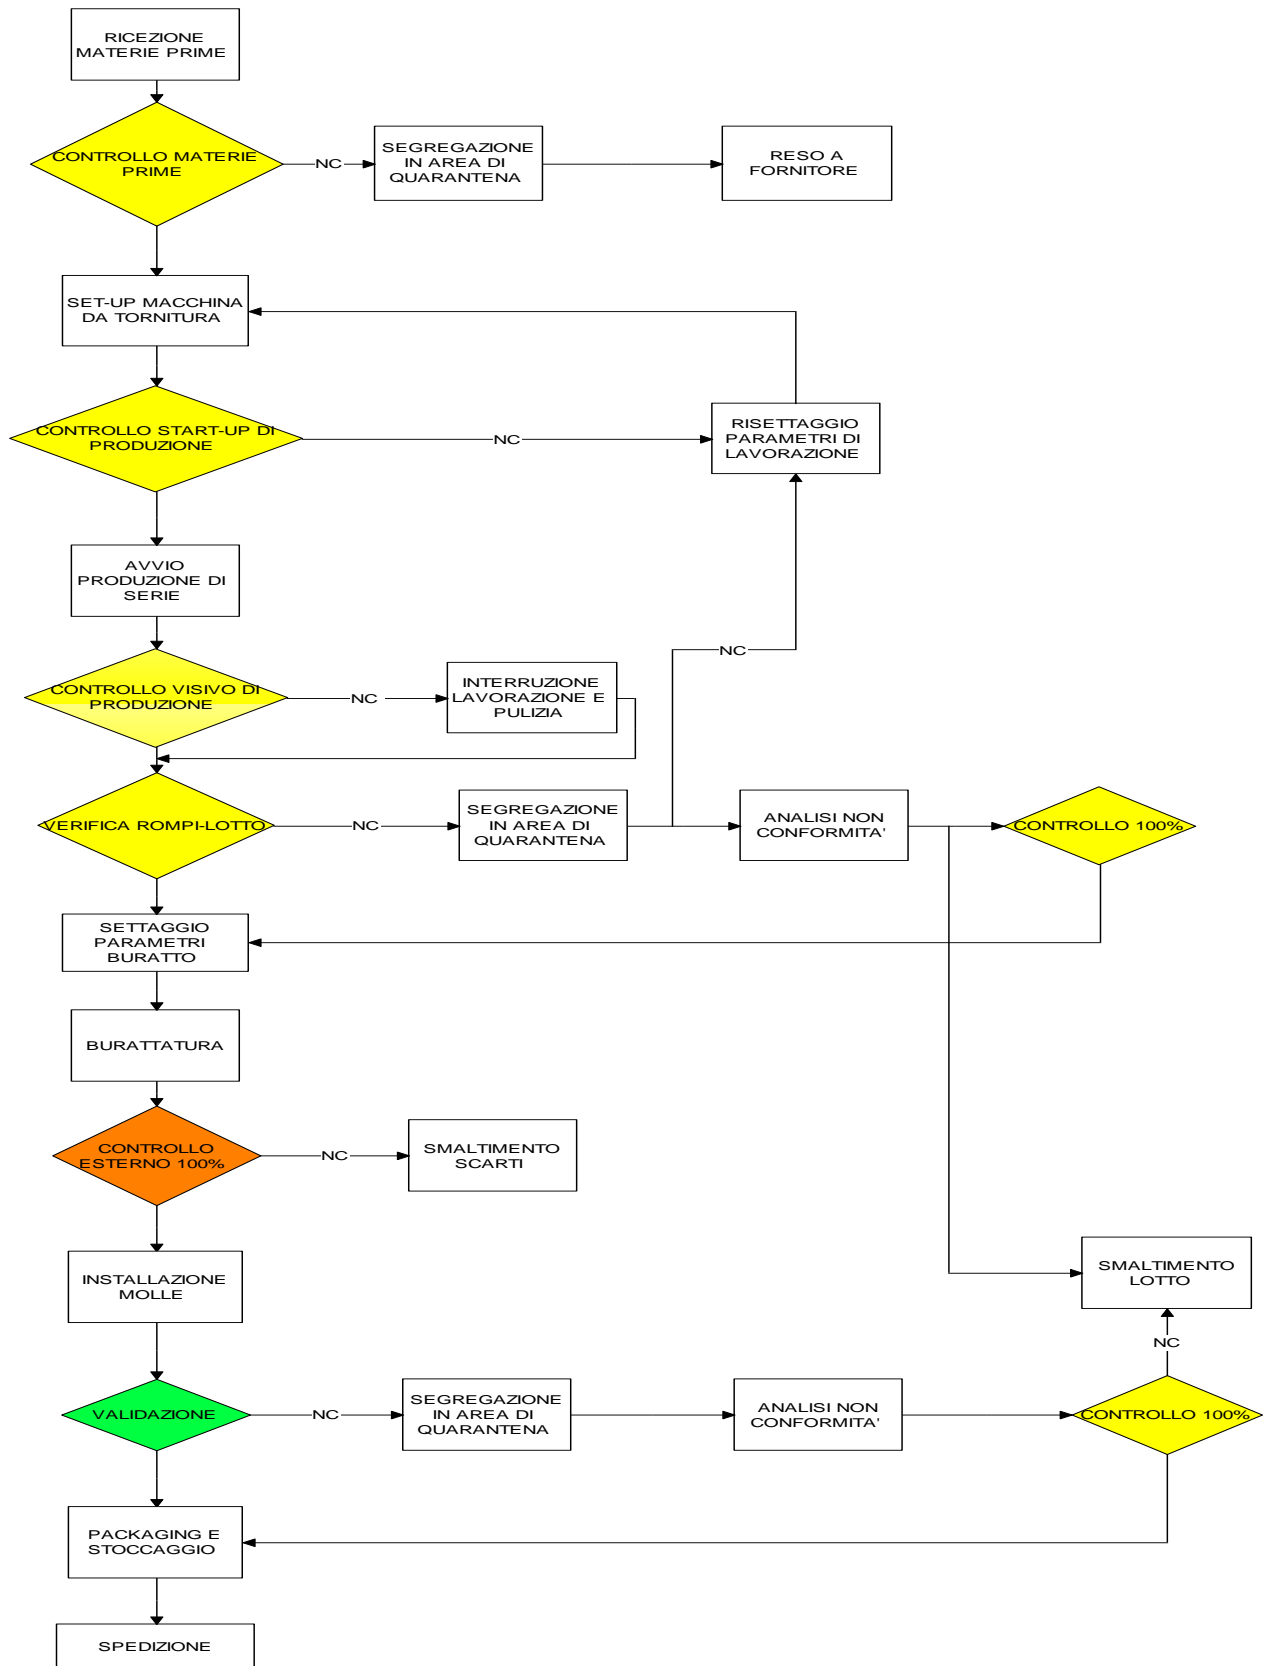 RICEZIONE
MATERIE PRIME
CONTROLLO MATERIE
PRIME
NC
SEGREGAZIONE
IN AREA DI
QUARANTENA
RESO A
FORNITORE
SET-UP MACCHINA
DA TORNITURA
CONTROLLO START-UP DI
PRODUZIONE
NC
RISETTAGGIO
PARAMETRI DI
LAVORAZIONE
AVVIO
PRODUZIONE DI
SERIE
NC
CONTROLLO VISIVO DI
PRODUZIONE
NC
INTERRUZIONE
LAVORAZIONE E
PULIZIA
VERIFICA ROMPI-LOTTO
NC
SEGREGAZIONE
IN AREA DI
QUARANTENA
ANALISI NON
CONFORMITA'
CONTROLLO 100%
SETTAGGIO
PARAMETRI
BURATTO
BURATTATURA
CONTROLLO
ESTERNO 100%
NC
SMALTIMENTO
SCARTI
INSTALLAZIONE
MOLLE
SMALTIMENTO
LOTTO
NC
VALIDAZIONE
NC
SEGREGAZIONE
IN AREA DI
QUARANTENA
ANALISI NON
CONFORMITA'
CONTROLLO 100%
PACKAGING E
STOCCAGGIO
SPEDIZIONE